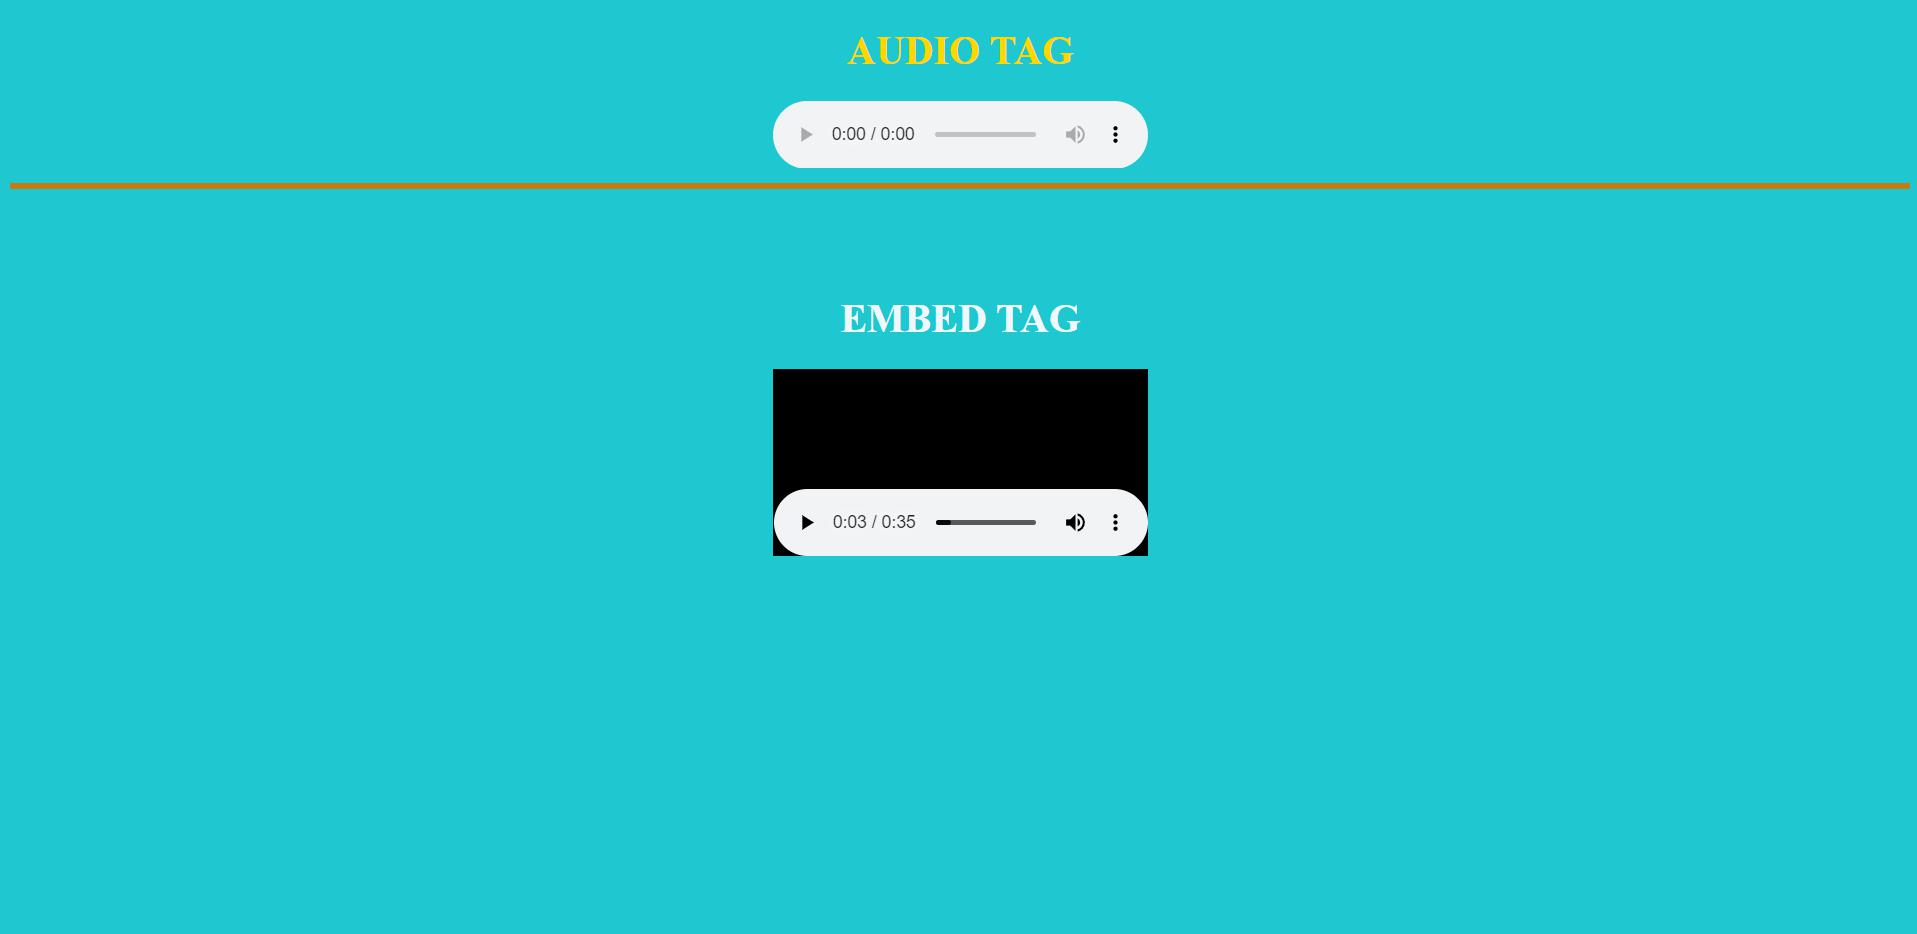 AUDIO TAG
0:00 / 0:00
EMBED TAG
0:03 / 0:35